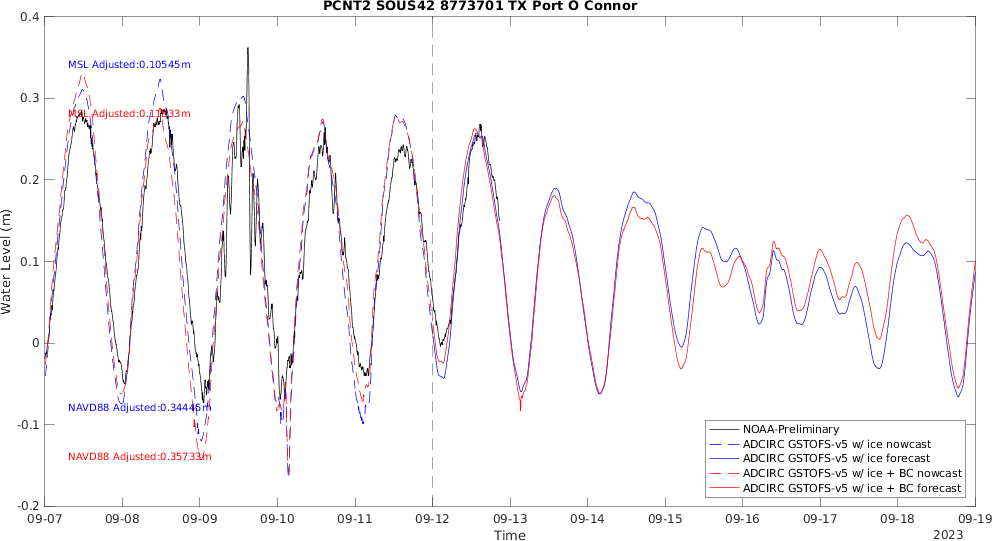 PCNT2 SOUS42 8773701 TX Port O Connor
0.4
0.3
0.2
0.1
0
-0.1
-0.2
Water Level (m)
MSL Adjusted:0.10545m
NAVD88 Adjusted:0.34445m
NAVD88 Adjusted:0.35733m
NOAA-Preliminary
ADCIRC GSTOFS-v5 w/ ice nowcast
ADCIRC GSTOFS-v5 w/ ice forecast
ADCIRC GSTOFS-v5 w/ ice + BC nowcast
ADCIRC GSTOFS-v5 w/ ice + BC forecast
09-07 09-08 09-09 09-10 09-11 09-12 09-13 09-14 09-15 09-16 09-17 09-18 09-19
Time
2023
MSL